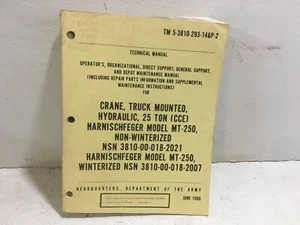 TM 5-3810-293-14&P-2
TECHNICAL MANUAL
OPERATOR'S, ORGANIZATIONAL, DIRECT SUPPORT, GENERAL SUPPORT,
AND DEPOT MAINTENANCE MANUAL
(INCLUDING REPAIR PARTS INFORMATION AND SUPPLEMENTAL
MAINTENANCE INSTRUCTIONS)
FOR
CRANE, TRUCK MOUNTED,
HYDRAULIC, 25 TON (CCE)
HARNISCHFEGER MODEL MT-250,
NON-WINTERIZED
NSN 3810-00-018-2021
HARNISCHFEGER MODEL MT-250,
WINTERIZED NSN 3810-00-018-2007
HEADQUARTERS, DEPARTMENT OF THE ARMY
JUNE 1980